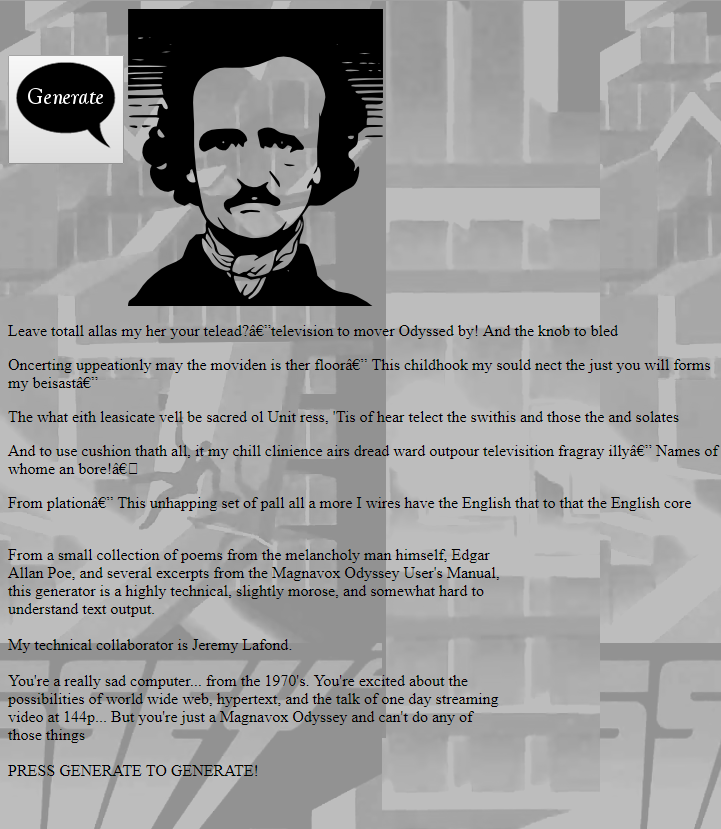 Generate
Leave totall allas my her your telead?â€”television to mover Odyssed by! And the knob to bled
Oncerting uppeationly may the moviden is ther floorâ€” This childhook my sould nect the just you will forms
my beisastâ€”
The what eith leasicate vell be sacred ol Unit ress, 'Tis of hear telect the swithis and those the and solates
And to use cushion thath all, it my chill clinience airs dread ward outpour televisition fragray illyâ€” Names of
whome an bore!â€
From plationâ€” This unhapping set of pall all a more I wires have the English that to that the English core
From a small collection of poems from the melancholy man himself, Edgar
Allan Poe, and several excerpts from the Magnavox Odyssey User's Manual,
this generator is a highly technical, slightly morose, and somewhat hard to
understand text output.
My technical collaborator is Jeremy Lafond.
You're a really sad computer... from the 1970's. You're excited about the
possibilities of world wide web, hypertext, and the talk of one day streaming
video at 144p... But you're just a Magnavox Odyssey and can't do any of
those things
PRESS GENERATE TO GENERATE!